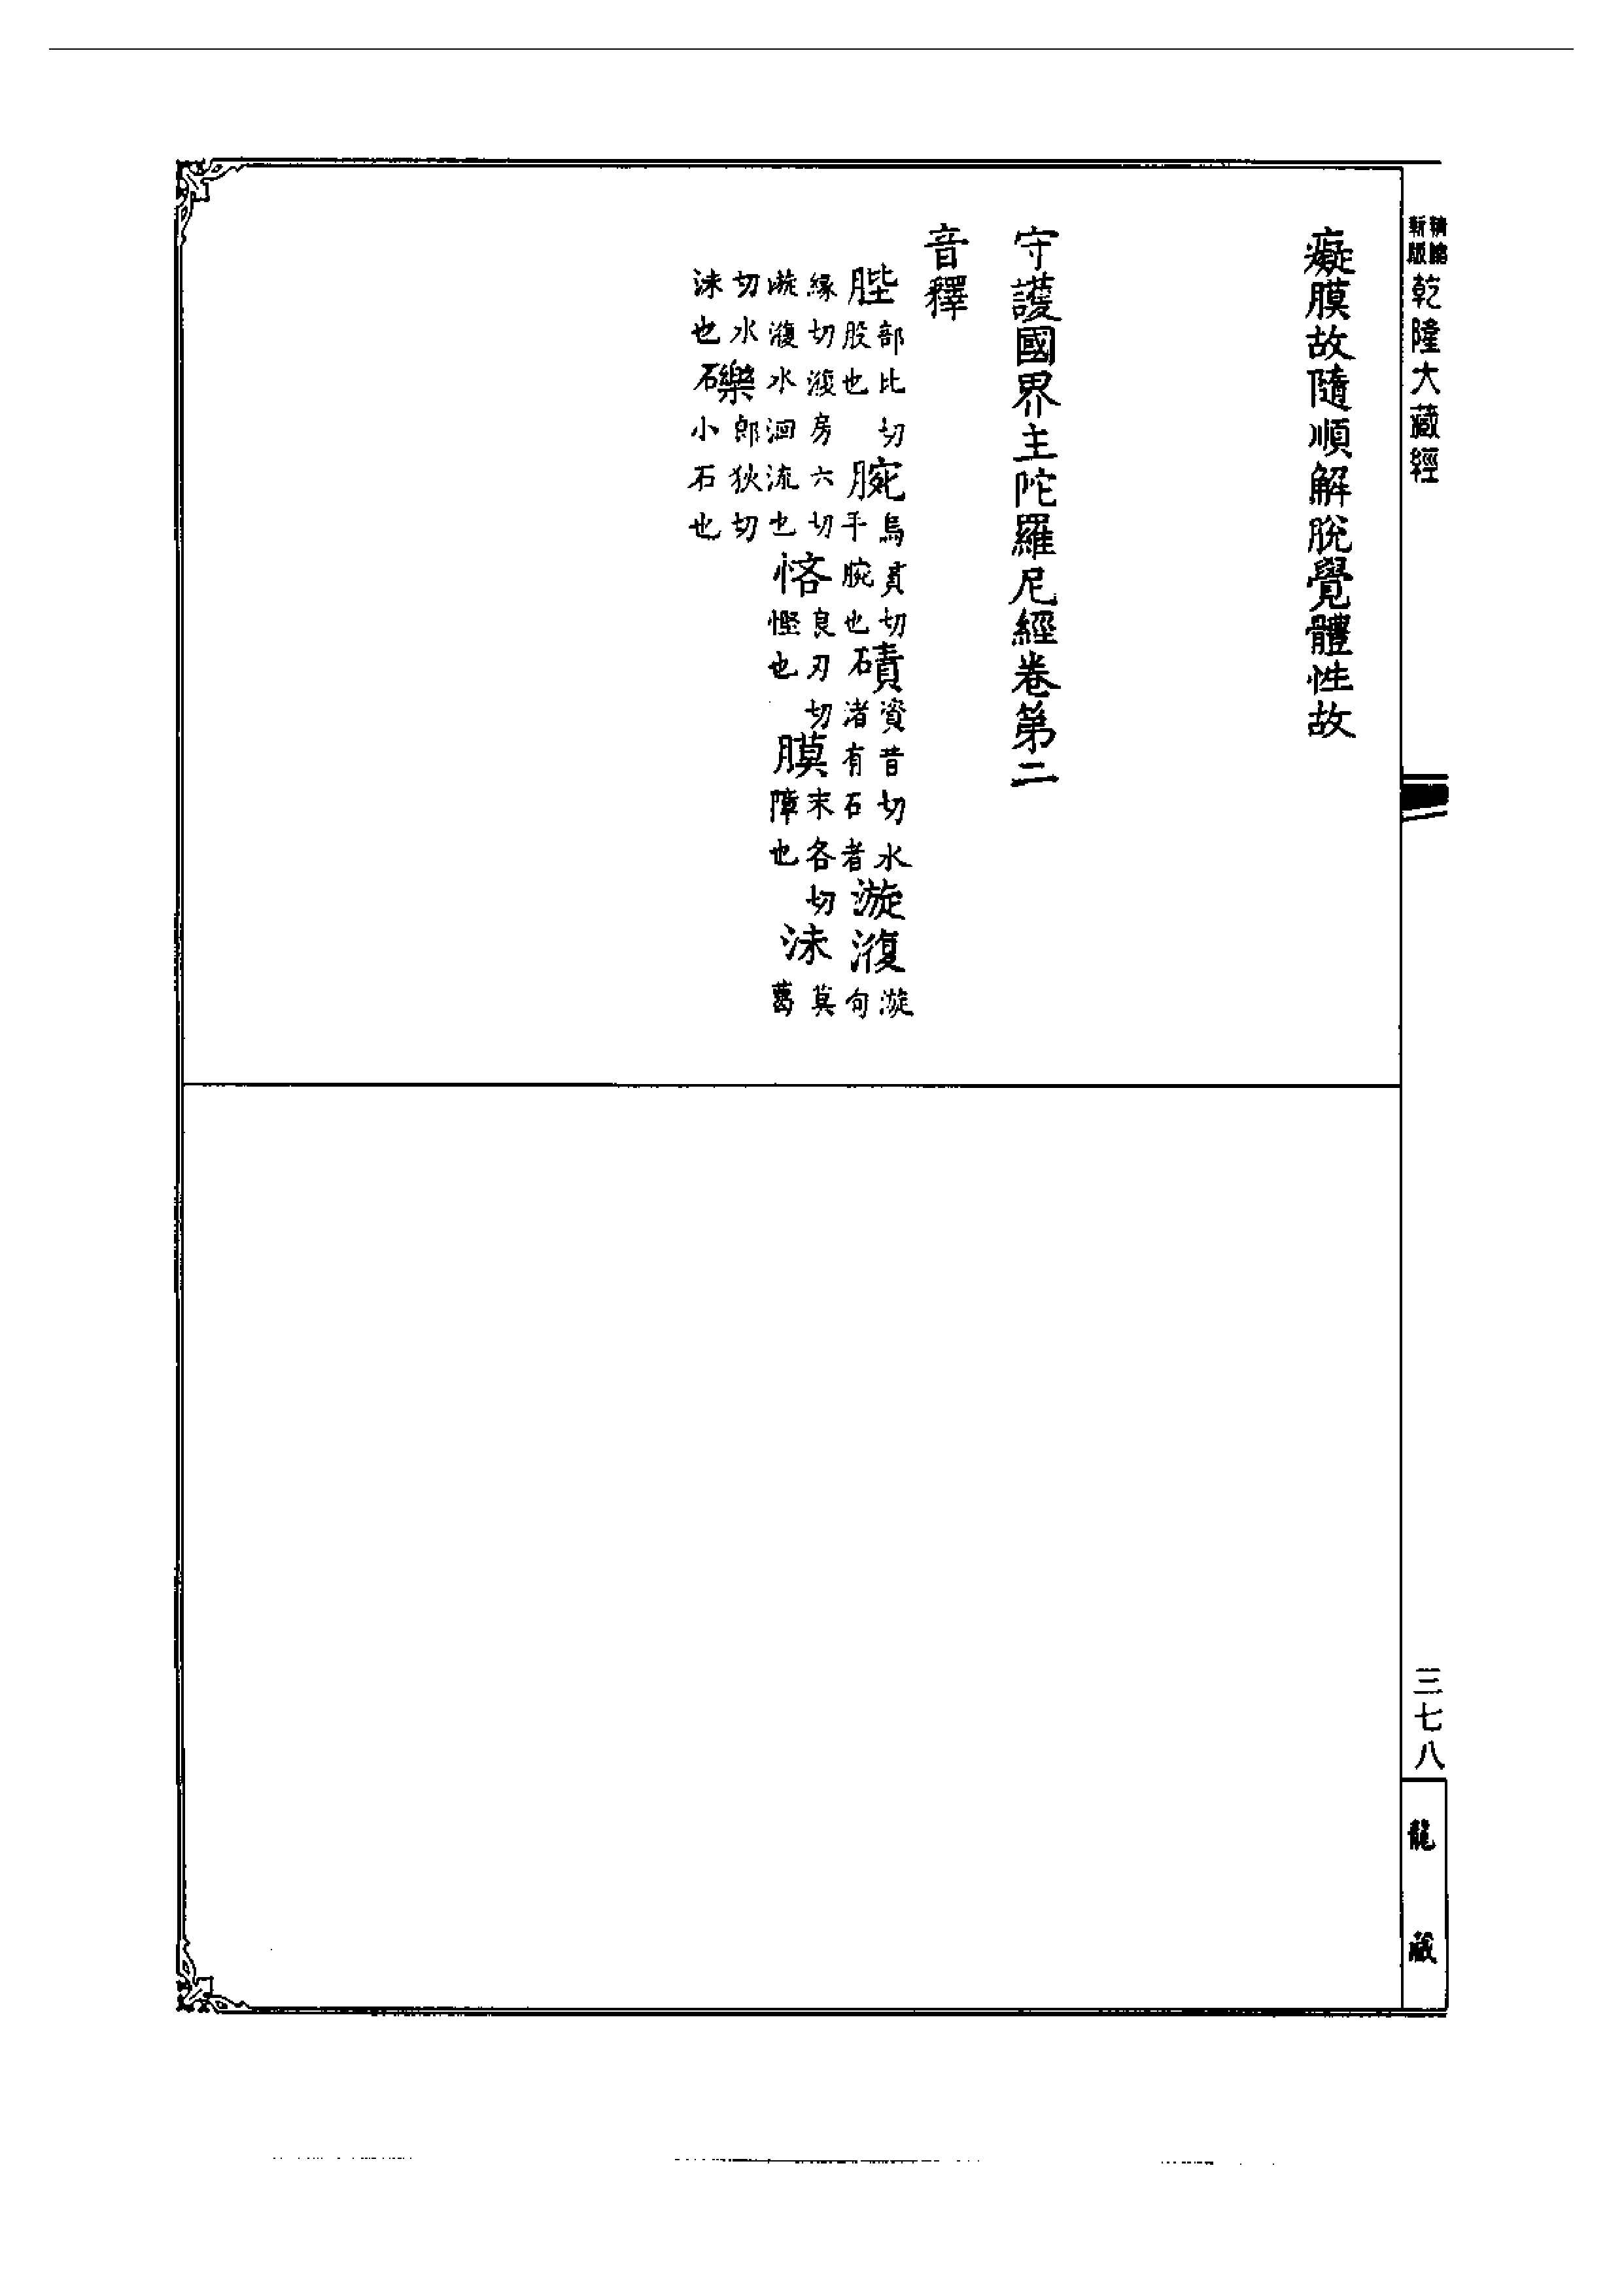 新版
精縮
乾隆大藏經
三七八
龍藏
癡膜故隨順解脫覺體性故
守護國界主陀羅尼經卷第二
音釋
䏶部比切股也腕烏貫切手腕也磧資昔切水渚有石者漩澓漩句
緣切澓房六切漩澓水洄流也悋良刃切慳也膜末各切障也沫莫葛
切水沫也礫郎狄切小石也